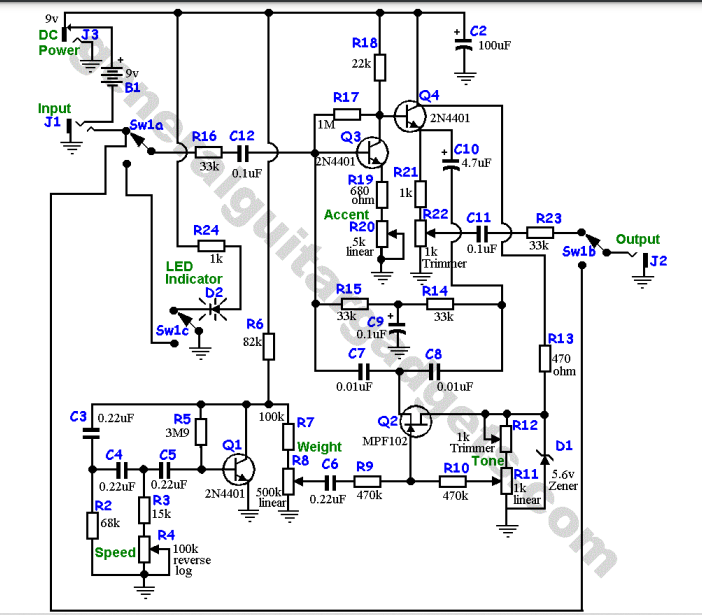 9v
DC
Power
J3
9v
B1
Input
J1
Sw1a
R16
33k
C12
0.1uF
R17
1M
R18
22k
Q3
2N4401
Q4
2N4401
C2
100uF
C10
4.7uF
R19
680
ohm
Accent
R20
5k
linear
R21
1k
R22
1k
Trimmer
C11
0.1uF
R23
33k
Sw1b
Output
J2
R24
1k
LED
Indicator
D2
Sw1c
R6
82k
R15
33k
R14
33k
C9
0.1uF
C7
0.01uF
C8
0.01uF
R13
470
ohm
Q2
MPF102
C3
0.22uF
R5
3M9
C4
0.22uF
C5
0.22uF
Q1
2N4401
100k
R7
Weight
R8
500k
linear
C6
0.22uF
R9
470k
R10
470k
1k
Trimmer
R12
Tone
R11
1k
linear
D1
5.6v
Zener
R2
68k
R3
15k
Speed
R4
100k
reverse
log
generalguitargadgets.com